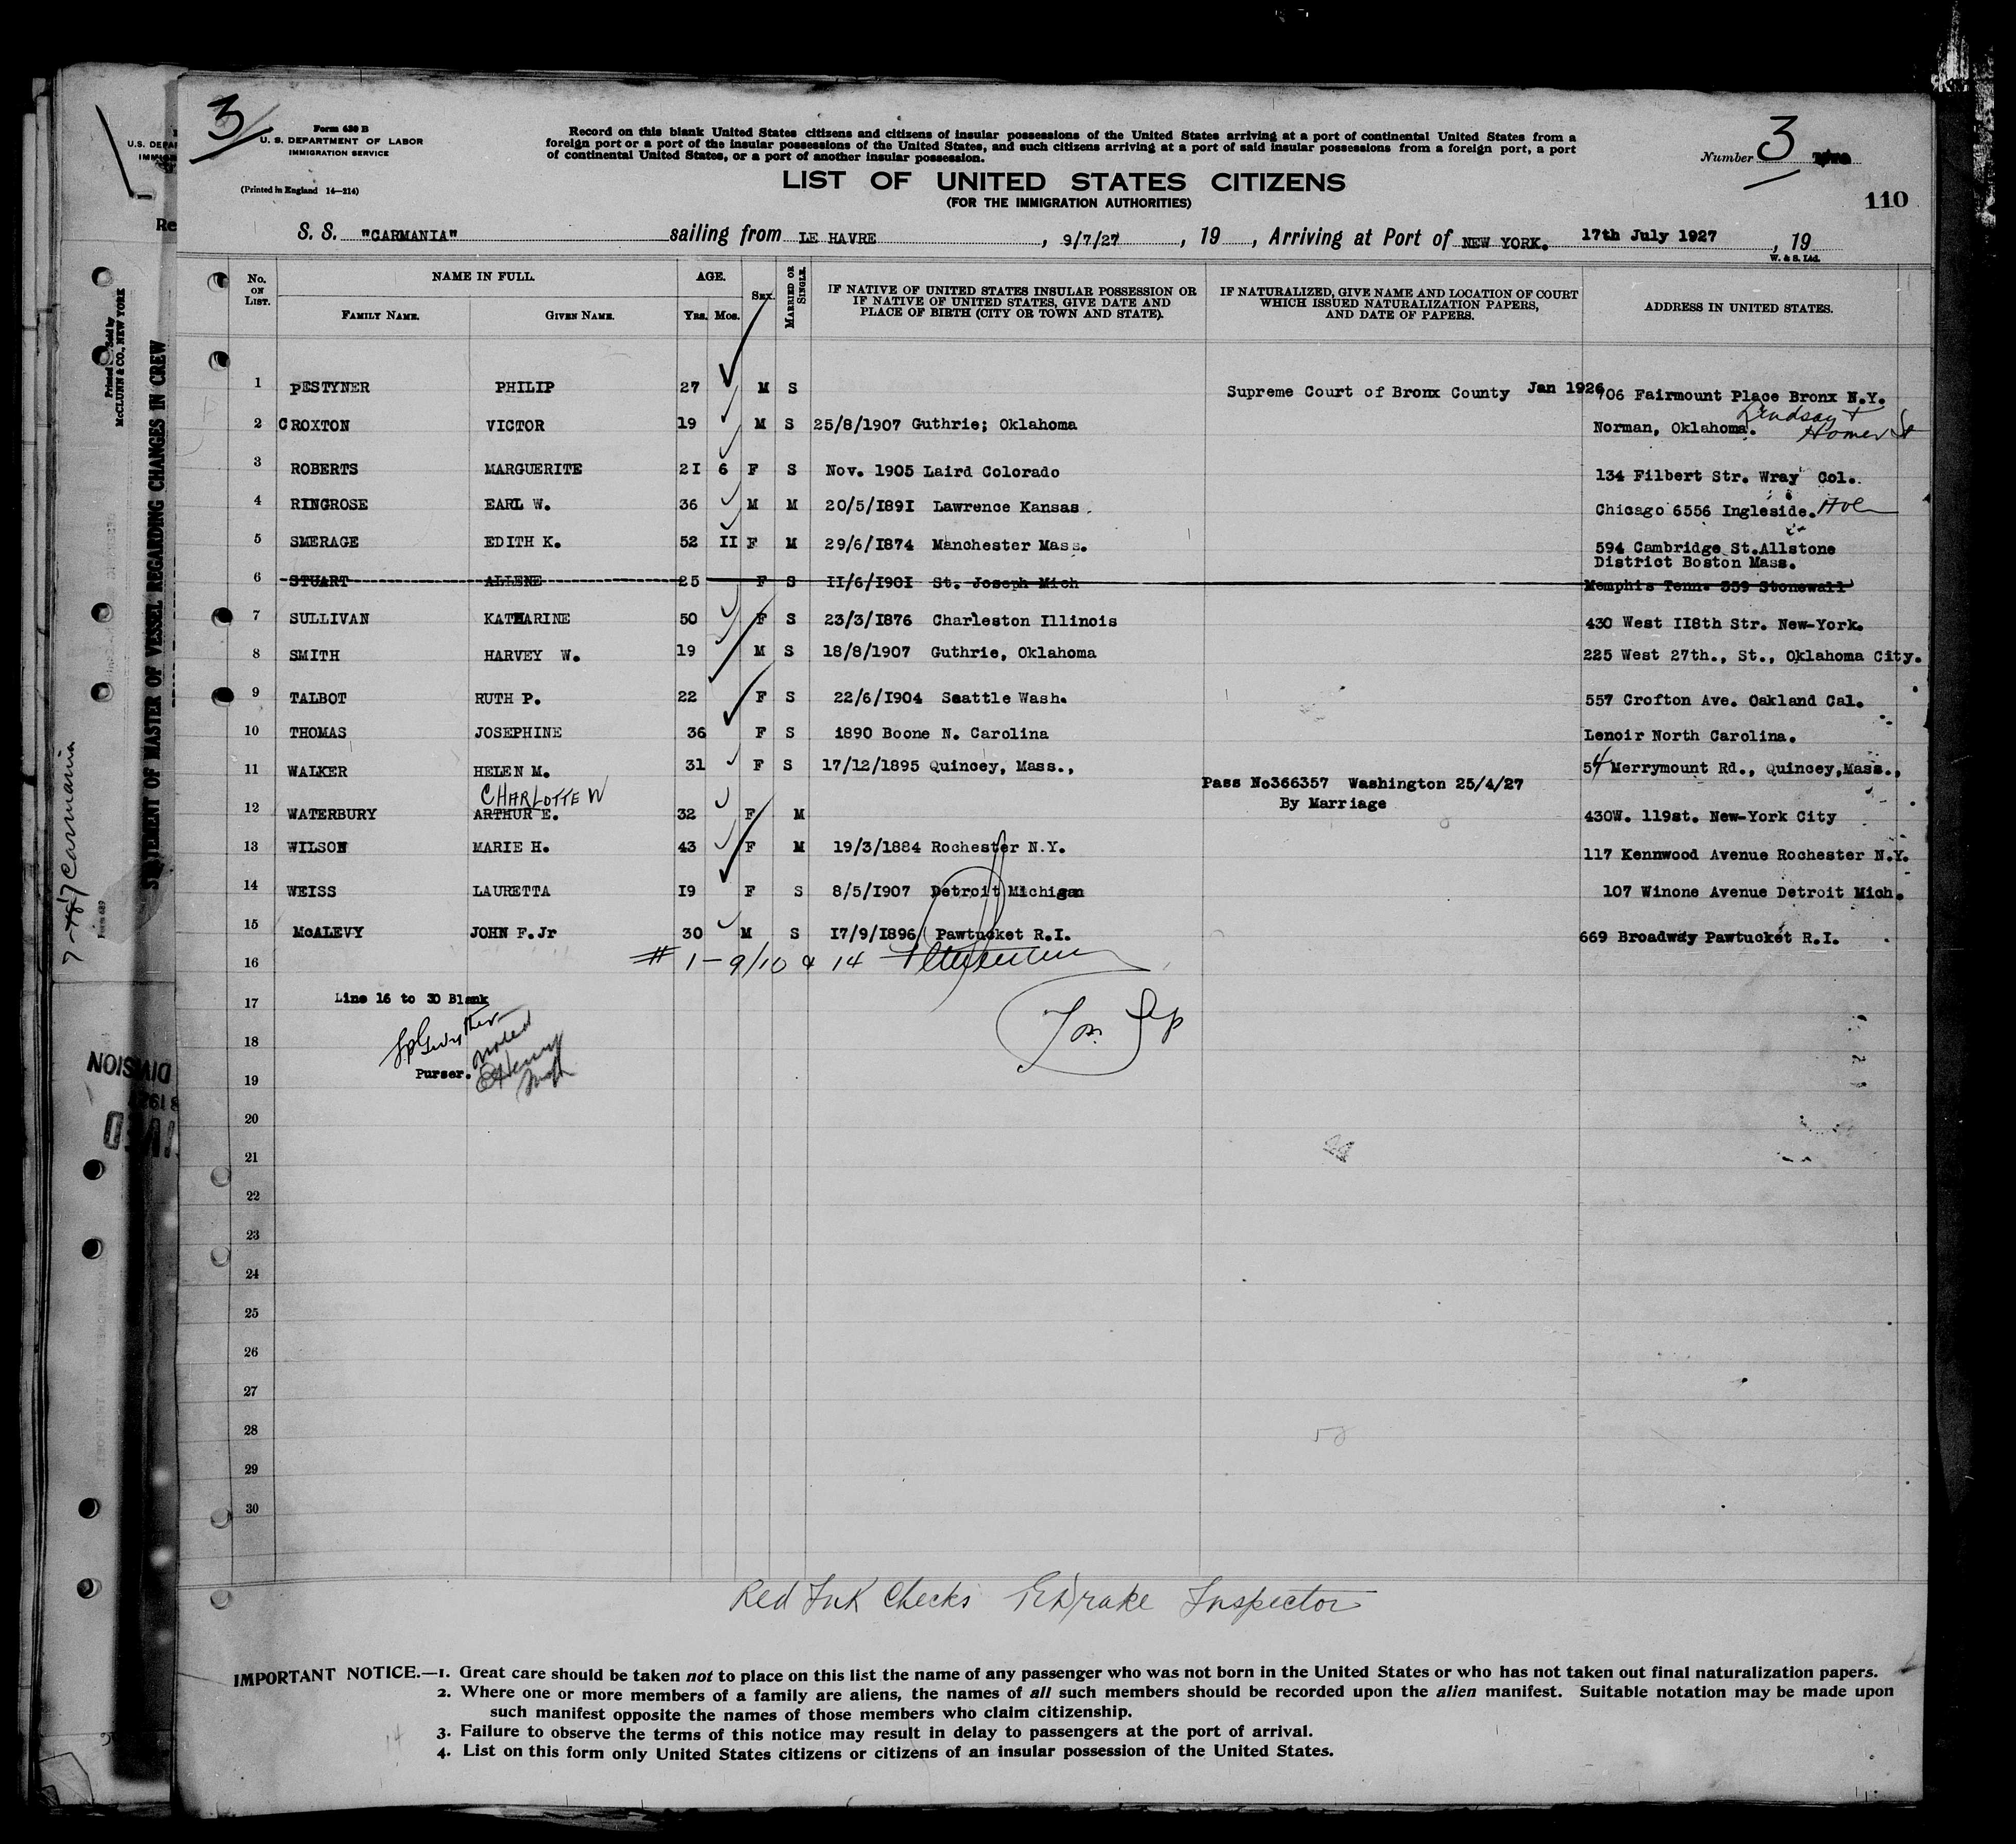 3
Form 630 B
U. S. DEPARTMENT OF LABOR
IMMIGRATION SERVICE
(Printed in England 14—214)
Record on this blank United States citizens and citizens of insular possessions of the United States arriving at a port of continental United States from a
foreign port or a port of the insular possessions of the United States, and such citizens arriving at a port of said insular possessions from a foreign port, a port
of continental United States, or a port of another insular possession.
Number 3
LIST OF UNITED STATES CITIZENS
(FOR THE IMMIGRATION AUTHORITIES)
110
S. S. "CARMANIA" sailing from LE HAVRE, 9/7/27, 19 , Arriving at Port of NEW YORK. 17th July 1927, 19
W. & S. Ltd.
No. ON LIST. NAME IN FULL. AGE. SEX. MARRIED OR SINGLE. IF NATIVE OF UNITED STATES INSULAR POSSESSION OR IF NATIVE OF UNITED STATES, GIVE DATE AND PLACE OF BIRTH (CITY OR TOWN AND STATE). IF NATURALIZED, GIVE NAME AND LOCATION OF COURT WHICH ISSUED NATURALIZATION PAPERS, AND DATE OF PAPERS. ADDRESS IN UNITED STATES.
FAMILY NAME. GIVEN NAME. YRS. MOS.
1 PESTYNER PHILIP 27 M S Supreme Court of Bronx County Jan 1926 706 Fairmount Place Bronx N.Y.
2 CROXTON VICTOR 19 M S 25/8/1907 Guthrie; Oklahoma Norman, Oklahoma. Lindsay + Homer St
3 ROBERTS MARGUERITE 2I 6 F S Nov. 1905 Laird Colorado 134 Filbert Str. Wray Col.
4 RINGROSE EARL W. 36 M M 20/5/I89I Lawrence Kansas. Chicago 6556 Ingleside.
5 SMERAGE EDITH K. 52 II F M 29/6/I874 Manchester Mass. 594 Cambridge St.Allstone
District Boston Mass.
6 STUART ALLENE 25 F S II/6/I90I St. Joseph Mich Memphis Tenn. 359 Stonewall
7 SULLIVAN KATHARINE 50 F S 23/3/I876 Charleston Illinois 430 West II8th Str. New-York.
8 SMITH HARVEY W. 19 M S 18/8/1907 Guthrie, Oklahoma 225 West 27th., St., Oklahoma City.
9 TALBOT RUTH P. 22 F S 22/6/1904 Seattle Wash. 557 Crofton Ave. Oakland Cal.
10 THOMAS JOSEPHINE 36 F S 1890 Boone N. Carolina Lenoir North Carolina.
11 WALKER HELEN M. 31 F S 17/12/1895 Quincey, Mass., 54 Merrymount Rd., Quincey,Mass.,
CHARLOTTE W Pass No366357 Washington 25/4/27
12 WATERBURY ARTHUR E. 32 F M By Marriage 430W. 119st. New-York City
13 WILSON MARIE H. 43 F M 19/3/1884 Rochester N.Y. 117 Kennwood Avenue Rochester N.Y.
14 WEISS LAURETTA I9 F S 8/5/I907 Detroit Michigan 107 Winone Avenue Detroit Mich.
15 McALEVY JOHN F.Jr 30 M S I7/9/I896 Pawtucket R.I. 669 Broadway Pawtucket R.I.
16 # 1 - 9/10 & 14
17 Line 16 to 30 Blank
18 noted
Purser.
19
20
21
22
23
24
25
26
27
28
29
30
Red Ink Checks Drake Inspector
IMPORTANT NOTICE.—1. Great care should be taken not to place on this list the name of any passenger who was not born in the United States or who has not taken out final naturalization papers.
2. Where one or more members of a family are aliens, the names of all such members should be recorded upon the alien manifest. Suitable notation may be made upon
such manifest opposite the names of those members who claim citizenship.
3. Failure to observe the terms of this notice may result in delay to passengers at the port of arrival.
4. List on this form only United States citizens or citizens of an insular possession of the United States.
STATEMENT OF MASTER OF VESSEL REGARDING CHANGES IN CREW
McCLUNN & CO., NEW YORK
Carmania
Form 689
DIVISION